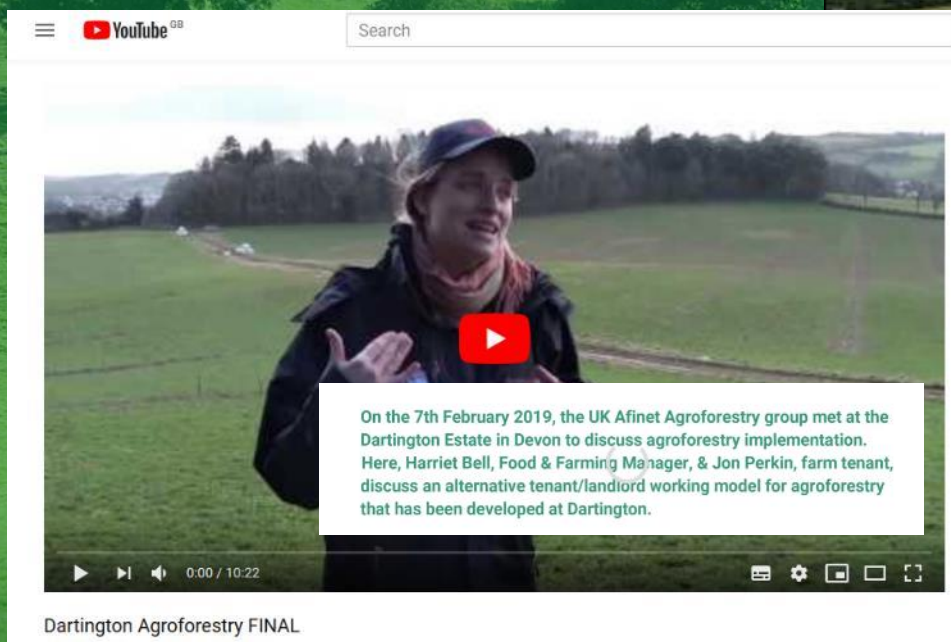 YouTube GB
Search
On the 7th February 2019, the UK Afinet Agroforestry group met at the
Dartington Estate in Devon to discuss agroforestry implementation.
Here, Harriet Bell, Food & Farming Manager, & Jon Perkin, farm tenant,
discuss an alternative tenant/landlord working model for agroforestry
that has been developed at Dartington.
0:00 / 10:22
Dartington Agroforestry FINAL